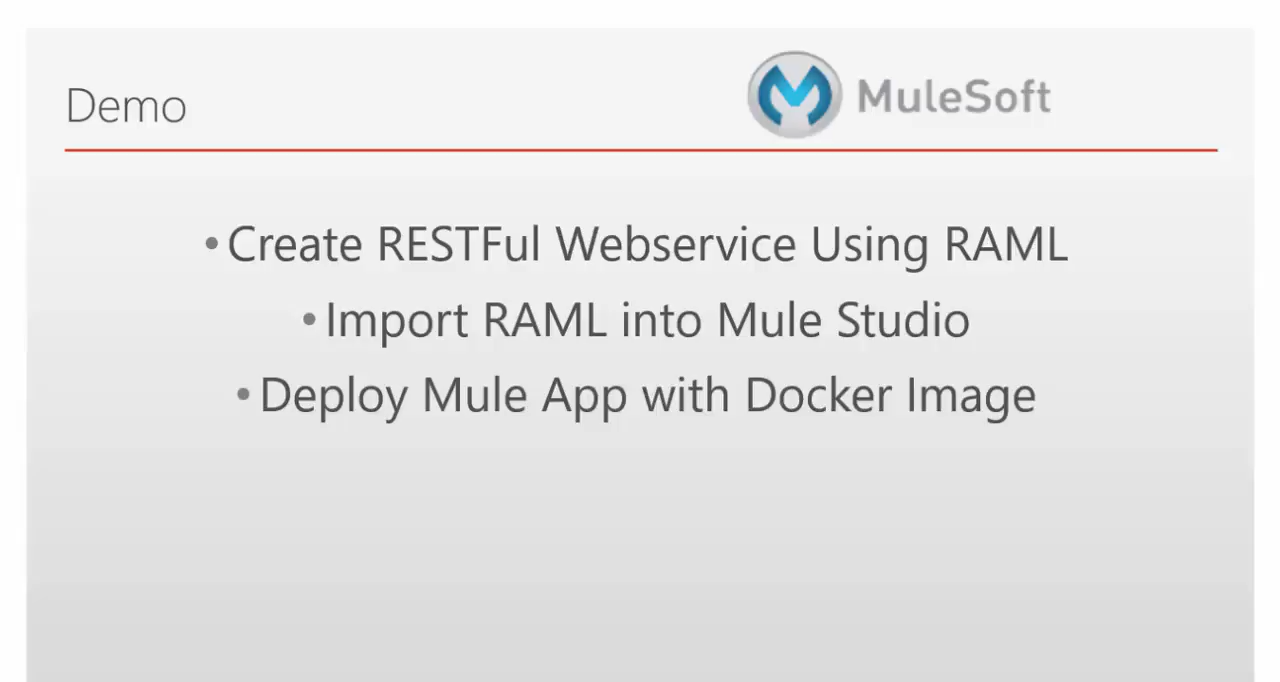 Demo
MuleSoft
• Create RESTFul Webservice Using RAML
• Import RAML into Mule Studio
• Deploy Mule App with Docker Image